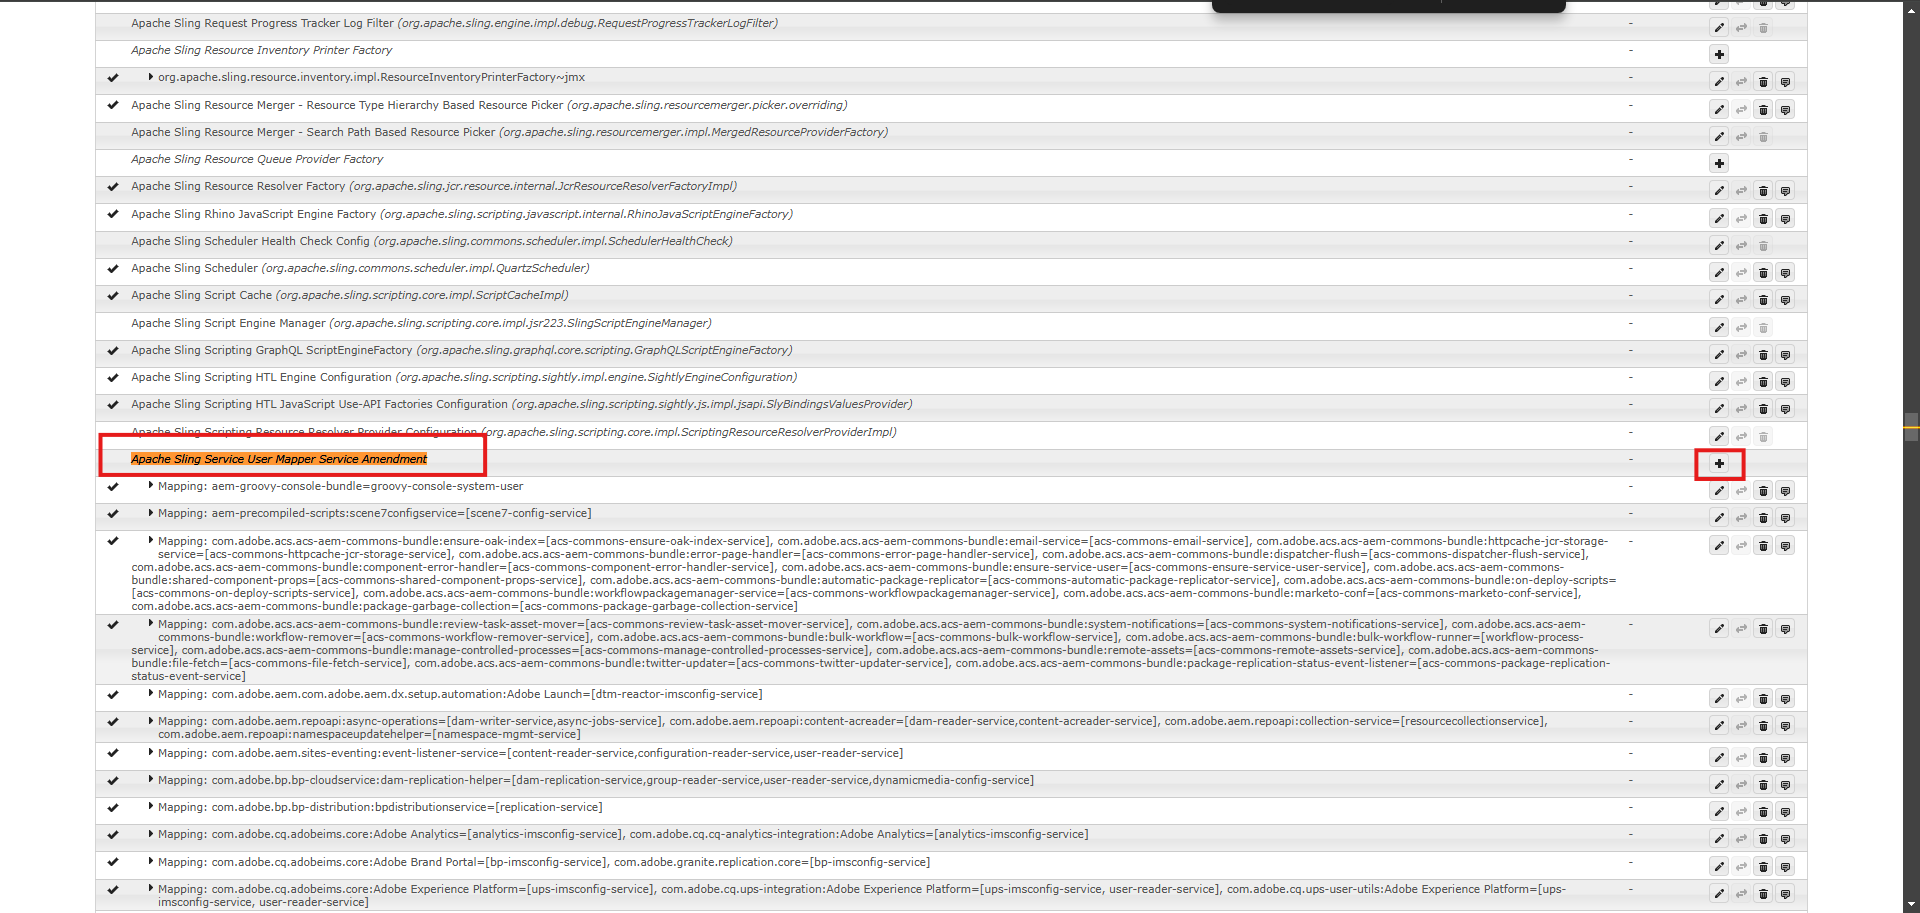 Apache Sling Request Progress Tracker Log Filter (org.apache.sling.engine.impl.debug.RequestProgressTrackerLogFilter) -
Apache Sling Resource Inventory Printer Factory -
org.apache.sling.resource.inventory.impl.ResourceInventoryPrinterFactory~jmx -
Apache Sling Resource Merger - Resource Type Hierarchy Based Resource Picker (org.apache.sling.resourcemerger.picker.overriding) -
Apache Sling Resource Merger - Search Path Based Resource Picker (org.apache.sling.resourcemerger.impl.MergedResourceProviderFactory) -
Apache Sling Resource Queue Provider Factory -
Apache Sling Resource Resolver Factory (org.apache.sling.jcr.resource.internal.JcrResourceResolverFactoryImpl) -
Apache Sling Rhino JavaScript Engine Factory (org.apache.sling.scripting.javascript.internal.RhinoJavaScriptEngineFactory) -
Apache Sling Scheduler Health Check Config (org.apache.sling.commons.scheduler.impl.SchedulerHealthCheck) -
Apache Sling Scheduler (org.apache.sling.commons.scheduler.impl.QuartzScheduler) -
Apache Sling Script Cache (org.apache.sling.scripting.core.impl.ScriptCacheImpl) -
Apache Sling Script Engine Manager (org.apache.sling.scripting.core.impl.jsr223.SlingScriptEngineManager) -
Apache Sling Scripting GraphQL ScriptEngineFactory (org.apache.sling.graphql.core.scripting.GraphQLScriptEngineFactory) -
Apache Sling Scripting HTL Engine Configuration (org.apache.sling.scripting.sightly.impl.engine.SightlyEngineConfiguration) -
Apache Sling Scripting HTL JavaScript Use-API Factories Configuration (org.apache.sling.scripting.sightly.js.impl.jsapi.SlyBindingsValuesProvider) -
Apache Sling Scripting Resource Resolver Provider Configuration (org.apache.sling.scripting.core.impl.ScriptingResourceResolverProviderImpl) -
Apache Sling Service User Mapper Service Amendment -
Mapping: aem-groovy-console-bundle=groovy-console-system-user -
Mapping: aem-precompiled-scripts:scene7configservice=[scene7-config-service] -
Mapping: com.adobe.acs.acs-aem-commons-bundle:ensure-oak-index=[acs-commons-ensure-oak-index-service], com.adobe.acs.acs-aem-commons-bundle:email-service=[acs-commons-email-service], com.adobe.acs.acs-aem-commons-bundle:httpcache-jcr-storage- -
service=[acs-commons-httpcache-jcr-storage-service], com.adobe.acs.acs-aem-commons-bundle:error-page-handler=[acs-commons-error-page-handler-service], com.adobe.acs.acs-aem-commons-bundle:dispatcher-flush=[acs-commons-dispatcher-flush-service],
com.adobe.acs.acs-aem-commons-bundle:component-error-handler=[acs-commons-component-error-handler-service], com.adobe.acs.acs-aem-commons-bundle:ensure-service-user=[acs-commons-ensure-service-user-service], com.adobe.acs.acs-aem-commons-
bundle:shared-component-props=[acs-commons-shared-component-props-service], com.adobe.acs.acs-aem-commons-bundle:automatic-package-replicator=[acs-commons-automatic-package-replicator-service], com.adobe.acs.acs-aem-commons-bundle:on-deploy-scripts=
[acs-commons-on-deploy-scripts-service], com.adobe.acs.acs-aem-commons-bundle:workflowpackagemanager-service=[acs-commons-workflowpackagemanager-service], com.adobe.acs.acs-aem-commons-bundle:marketo-conf=[acs-commons-marketo-conf-service],
com.adobe.acs.acs-aem-commons-bundle:package-garbage-collection=[acs-commons-package-garbage-collection-service]
Mapping: com.adobe.acs.acs-aem-commons-bundle:review-task-asset-mover=[acs-commons-review-task-asset-mover-service], com.adobe.acs.acs-aem-commons-bundle:system-notifications=[acs-commons-system-notifications-service], com.adobe.acs.acs-aem- -
commons-bundle:workflow-remover=[acs-commons-workflow-remover-service], com.adobe.acs.acs-aem-commons-bundle:bulk-workflow=[acs-commons-bulk-workflow-service], com.adobe.acs.acs-aem-commons-bundle:bulk-workflow-runner=[workflow-process-
service], com.adobe.acs.acs-aem-commons-bundle:manage-controlled-processes=[acs-commons-manage-controlled-processes-service], com.adobe.acs.acs-aem-commons-bundle:remote-assets=[acs-commons-remote-assets-service], com.adobe.acs.acs-aem-commons-
bundle:file-fetch=[acs-commons-file-fetch-service], com.adobe.acs.acs-aem-commons-bundle:twitter-updater=[acs-commons-twitter-updater-service], com.adobe.acs.acs-aem-commons-bundle:package-replication-status-event-listener=[acs-commons-package-replication-
status-event-service]
Mapping: com.adobe.aem.com.adobe.aem.dx.setup.automation:Adobe Launch=[dtm-reactor-imsconfig-service] -
Mapping: com.adobe.aem.repoapi:async-operations=[dam-writer-service,async-jobs-service], com.adobe.aem.repoapi:content-acreader=[dam-reader-service,content-acreader-service], com.adobe.aem.repoapi:collection-service=[resourcecollectionservice], -
com.adobe.aem.repoapi:namespaceupdatehelper=[namespace-mgmt-service]
Mapping: com.adobe.aem.sites-eventing:event-listener-service=[content-reader-service,configuration-reader-service,user-reader-service] -
Mapping: com.adobe.bp.bp-cloudservice:dam-replication-helper=[dam-replication-service,group-reader-service,user-reader-service,dynamicmedia-config-service] -
Mapping: com.adobe.bp.bp-distribution:bpdistributionservice=[replication-service] -
Mapping: com.adobe.cq.adobeims.core:Adobe Analytics=[analytics-imsconfig-service], com.adobe.cq.cq-analytics-integration:Adobe Analytics=[analytics-imsconfig-service] -
Mapping: com.adobe.cq.adobeims.core:Adobe Brand Portal=[bp-imsconfig-service], com.adobe.granite.replication.core=[bp-imsconfig-service] -
Mapping: com.adobe.cq.adobeims.core:Adobe Experience Platform=[ups-imsconfig-service], com.adobe.cq.ups-integration:Adobe Experience Platform=[ups-imsconfig-service, user-reader-service], com.adobe.cq.ups-user-utils:Adobe Experience Platform=[ups- -
imsconfig-service, user-reader-service]